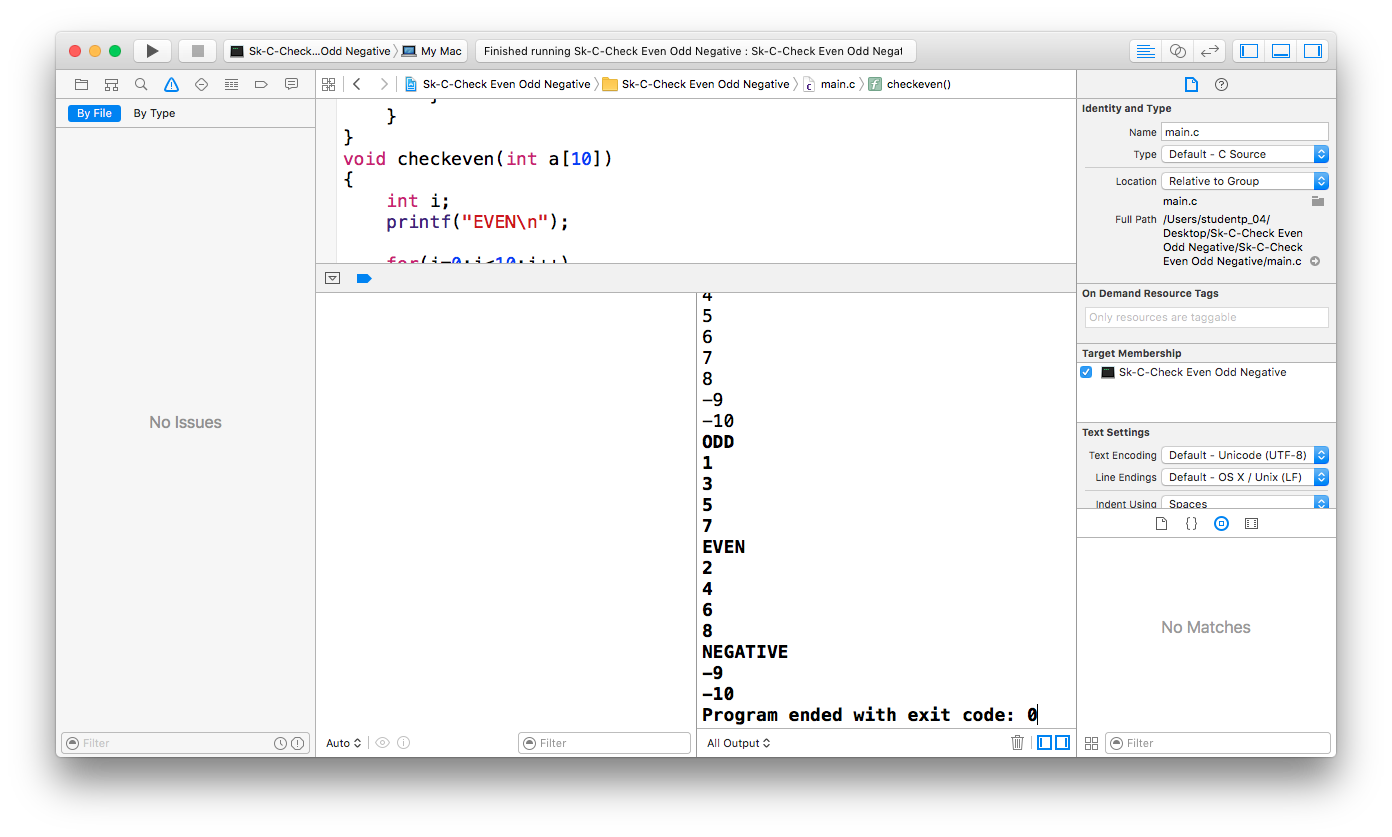 Sk-C-Check...Odd Negative
My Mac
Finished running Sk-C-Check Even Odd Negative : Sk-C-Check Even Odd Negat
By File
By Type
No Issues
Filter
Sk-C-Check Even Odd Negative
Sk-C-Check Even Odd Negative
main.c
checkeven()
}
}
void checkeven(int a[10])
{
int i;
printf("EVEN\n");
for(i=0;i<10;i++)
Auto
Filter
4
5
6
7
8
-9
-10
ODD
1
3
5
7
EVEN
2
4
6
8
NEGATIVE
-9
-10
Program ended with exit code: 0
All Output
Identity and Type
Name main.c
Type Default - C Source
Location Relative to Group
main.c
Full Path /Users/studentp_04/
Desktop/Sk-C-Check Even
Odd Negative/Sk-C-Check
Even Odd Negative/main.c
On Demand Resource Tags
Only resources are taggable
Target Membership
Sk-C-Check Even Odd Negative
Text Settings
Text Encoding Default - Unicode (UTF-8)
Line Endings Default - OS X / Unix (LF)
Indent Using Spaces
{}
No Matches
Filter